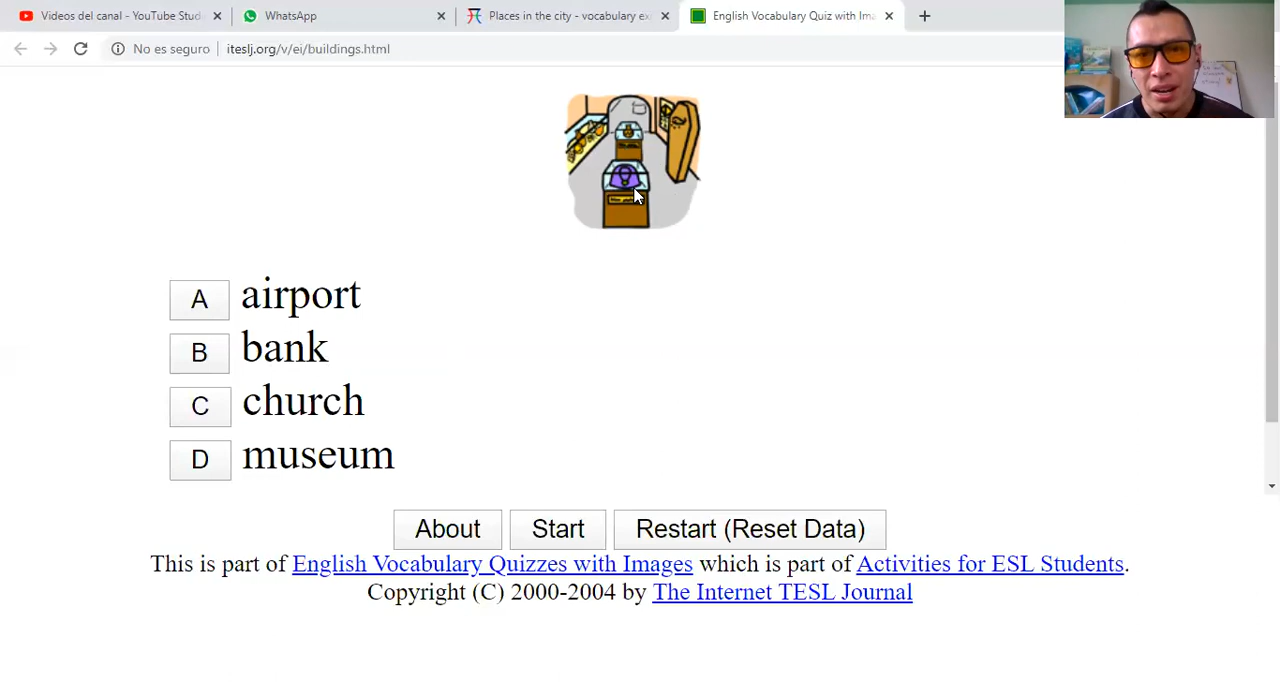 Videos del canal - YouTube Stud
WhatsApp
Places in the city - vocabulary ex
English Vocabulary Quiz with Ima
No es seguro
iteslj.org/v/ei/buildings.html
A airport
B bank
C church
D museum
About Start Restart (Reset Data)
This is part of English Vocabulary Quizzes with Images which is part of Activities for ESL Students.
Copyright (C) 2000-2004 by The Internet TESL Journal